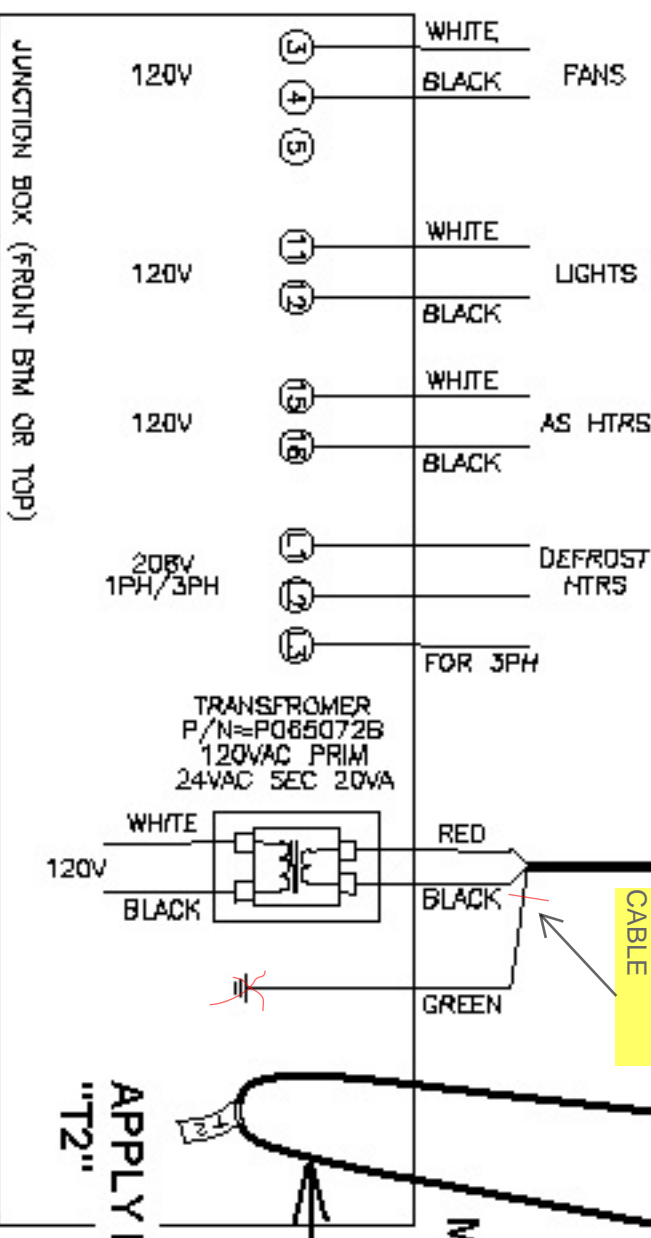 JUNCTION BOX (FRONT BTM OR TOP)
120V
3
4
5
WHITE
BLACK
FANS
120V
11
12
WHITE
BLACK
LIGHTS
120V
15
16
WHITE
BLACK
AS HTRS
208V
1PH/3PH
L1
L2
L3
DEFROST
HTRS
FOR 3PH
TRANSFROMER
P/N=P065072B
120VAC PRIM
24VAC SEC 20VA
WHITE
120V
BLACK
RED
BLACK
GREEN
CABLE
T2
APPLY
"T2"